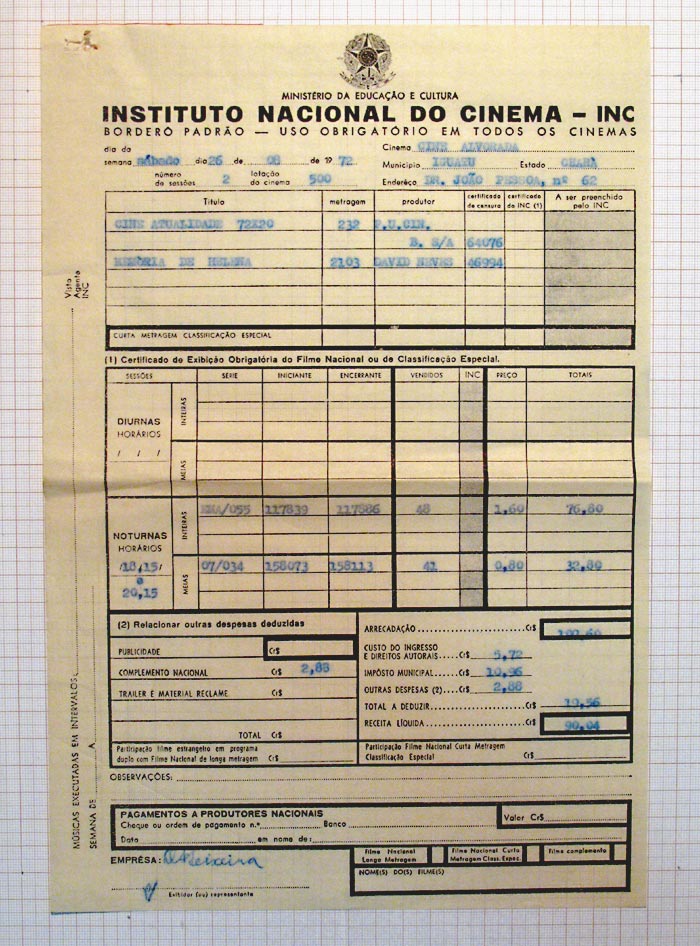 MINISTÉRIO DA EDUCAÇÃO E CULTURA
INSTITUTO NACIONAL DO CINEMA – INC
BORDERÔ PADRÃO — USO OBRIGATÓRIO EM TODOS OS CINEMAS
dia da semana sábado dia 26 de 08 de 1972 Cinema CINE ALVORADA
Município IGUATU Estado CEARÁ
número de sessões 2 lotação do cinema 500 Endereço DR. JOÃO PESSOA, nº 62
Título metragem produtor certificado de censura certificado do INC (1) A ser preenchido pelo INC
CINE ATUALIDADE 72X20 232 P.U.CIN.
B. S/A 64076
MEMÓRIA DE HELENA 2103 DAVID NEVES 46994
CURTA METRAGEM CLASSIFICAÇÃO ESPECIAL
(1) Certificado de Exibição Obrigatória do Filme Nacional ou de Classificação Especial.
SESSÕES SÉRIE INICIANTE ENCERRANTE VENDIDOS INC PREÇO TOTAIS
DIURNAS
HORÁRIOS
/ / /
INTEIRAS
MEIAS
NOTURNAS
HORÁRIOS
/18,15/
e
20,15
INTEIRAS /055 117839 117886 48 1,60 76,80
MEIAS 07/034 158073 158113 41 0,80 32,80
(2) Relacionar outras despesas deduzidas
PUBLICIDADE Cr$
COMPLEMENTO NACIONAL Cr$ 2,88
TRAILER E MATERIAL RECLAME Cr$
TOTAL Cr$
ARRECADAÇÃO Cr$ 109,60
CUSTO DO INGRESSO
E DIREITOS AUTORAIS Cr$ 5,72
IMPÔSTO MUNICIPAL Cr$ 10,96
OUTRAS DESPESAS (2) Cr$ 2,88
TOTAL A DEDUZIR Cr$ 19,56
RECEITA LÍQUIDA Cr$ 90,04
Participação filme estrangeiro em programa
duplo com Filme Nacional de longa metragem Cr$
Participação Filme Nacional Curta Metragem
Classificação Especial Cr$
OBSERVAÇÕES:
PAGAMENTOS A PRODUTORES NACIONAIS
Cheque ou ordem de pagamento n.º Banco Valor Cr$
Data em nome de:
EMPRÊSA: Teixeira
Exibidor (ou) representante
Filme Nacional Longa Metragem
Filme Nacional Curta Metragem Class. Espec.
Filme complemento
NOME(S) DO(S) FILME(S)
Visto Agente INC
MÚSICAS EXECUTADAS EM INTERVALOS:
SEMANA DE A